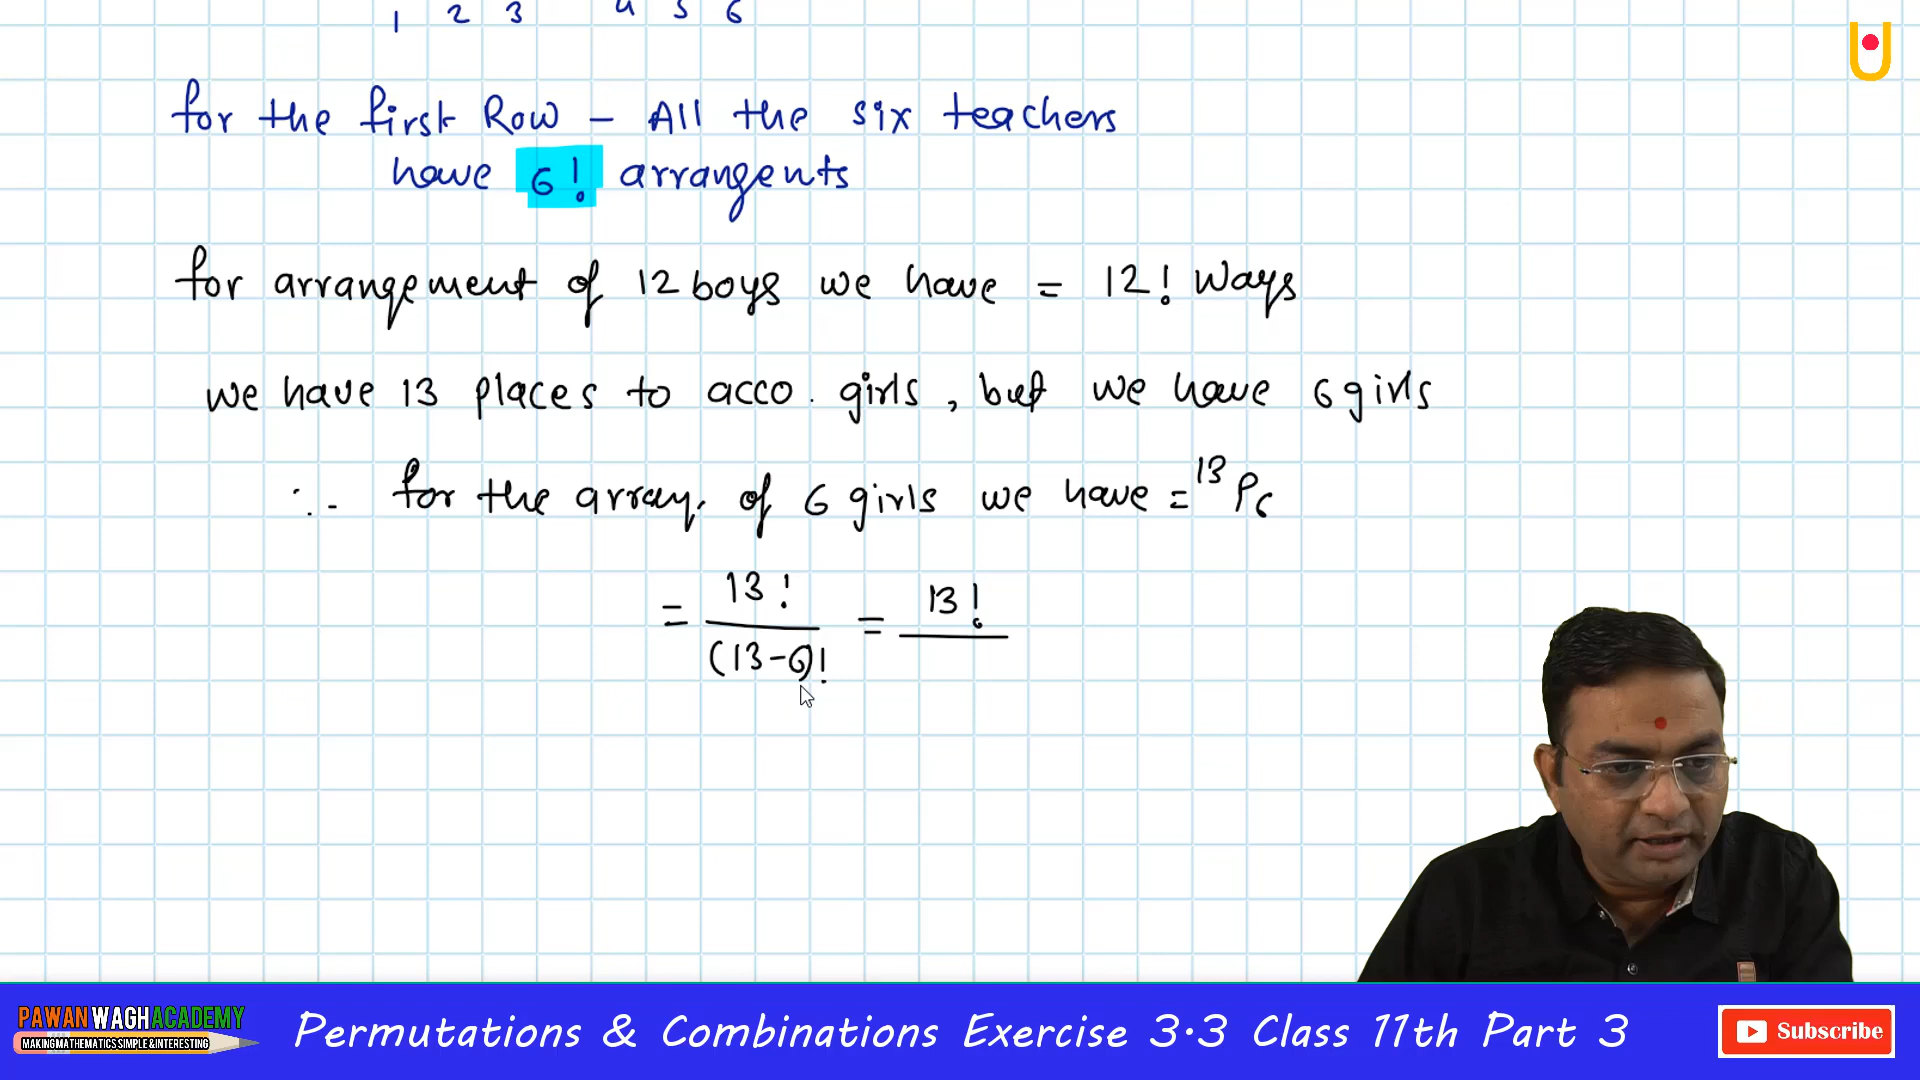 1 2 3 4 5 6
for the first Row - All the six teachers
have 6! arrangents
for arrangement of 12 boys we have = 12! Ways
we have 13 places to acco. girls, but we have 6 girls
∴ for the array. of 6 girls we have = ¹³P₆
= 13! / (13-6)! = 13!
PAWAN WAGH ACADEMY
MAKING MATHEMATICS SIMPLE & INTERESTING
Permutations & Combinations Exercise 3.3 Class 11th Part 3
Subscribe